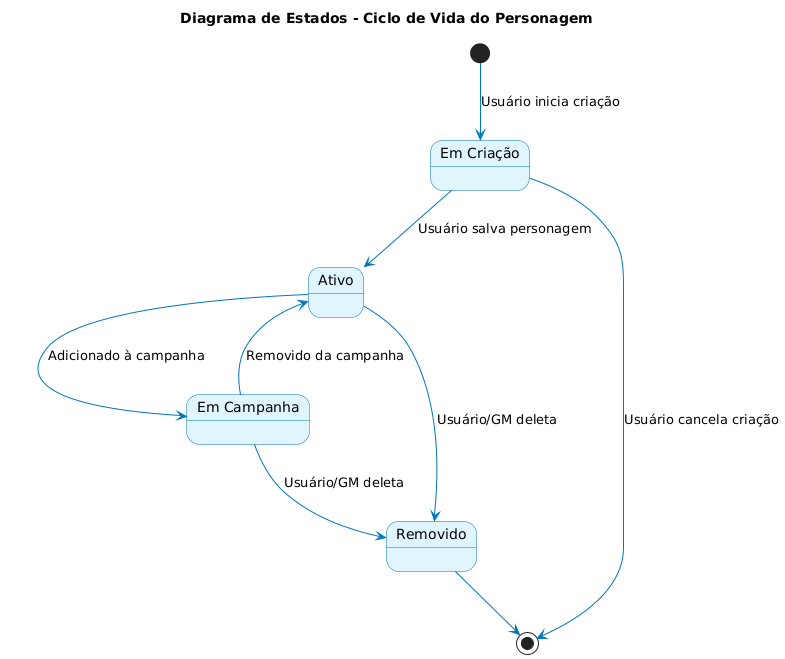 Diagrama de Estados - Ciclo de Vida do Personagem
Usuário inicia criação
Em Criação
Usuário salva personagem
Ativo
Adicionado à campanha
Removido da campanha
Em Campanha
Usuário/GM deleta
Usuário cancela criação
Usuário/GM deleta
Removido